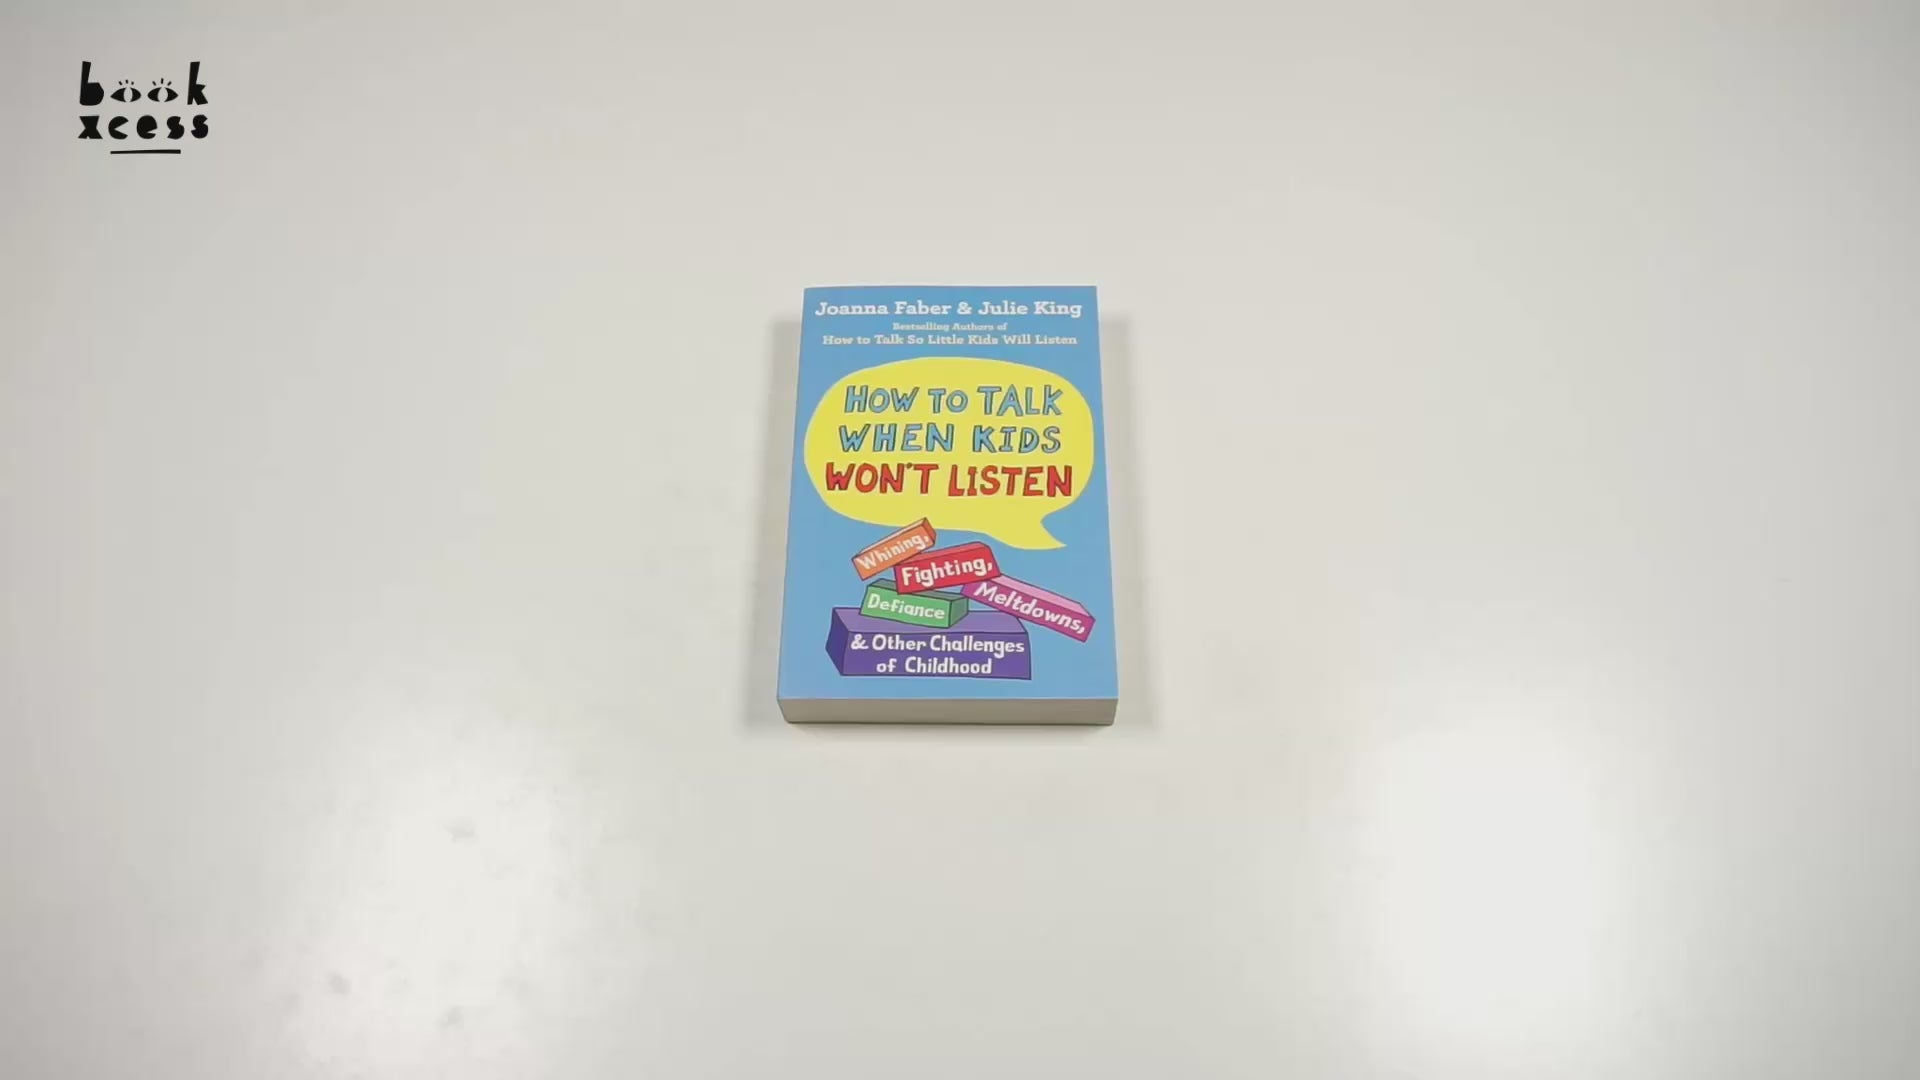 book
xcess
Joanna Faber & Julie King
Bestselling Authors of
How to Talk So Little Kids Will Listen
HOW TO TALK
WHEN KIDS
WON'T LISTEN
Whining,
Fighting,
Meltdowns,
Defiance
& Other Challenges
of Childhood